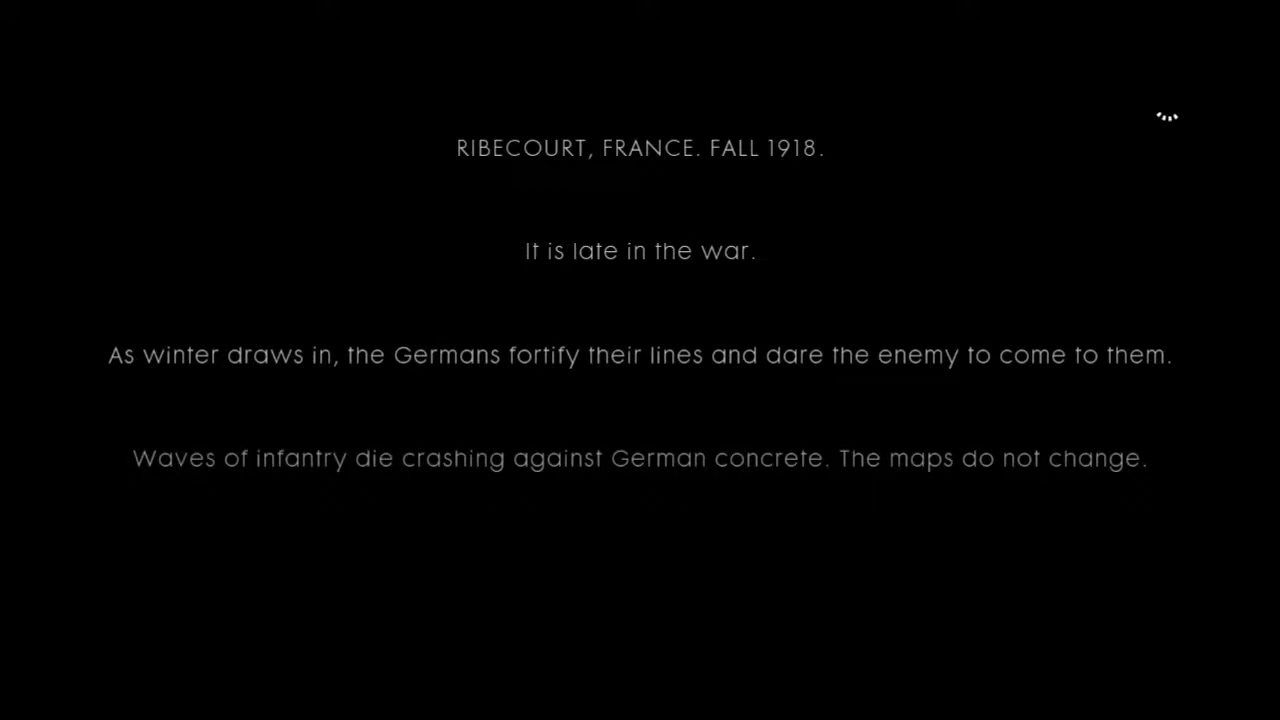 RIBECOURT, FRANCE. FALL 1918.
It is late in the war.
As winter draws in, the Germans fortify their lines and dare the enemy to come to them.
Waves of infantry die crashing against German concrete. The maps do not change.